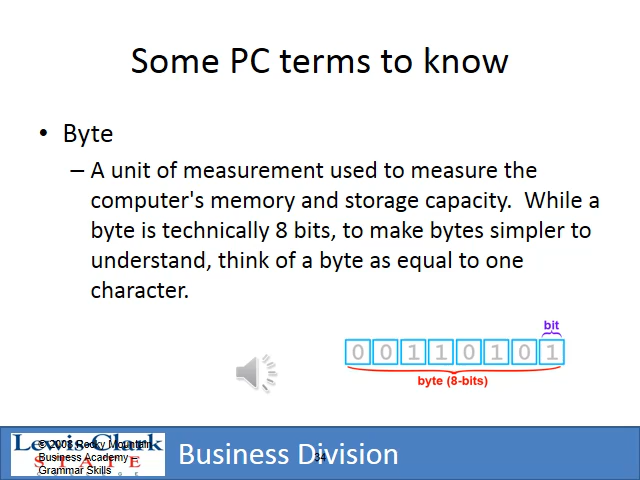 Some PC terms to know
• Byte
– A unit of measurement used to measure the
computer's memory and storage capacity.  While a
byte is technically 8 bits, to make bytes simpler to
understand, think of a byte as equal to one
character.
bit
0 0 1 1 0 1 0 1
byte (8-bits)
Lewis-Clark
STATE
© 2008 Rocky Mountain
Business Academy –
Grammar Skills
Business Division
34